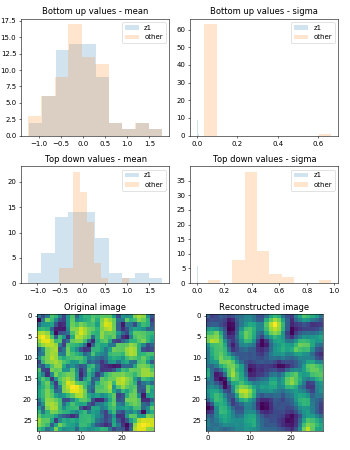 Bottom up values - mean
Bottom up values - sigma
17.5
15.0
12.5
10.0
7.5
5.0
2.5
0.0
z1
other
−1.0 −0.5 0.0 0.5 1.0 1.5
60
50
40
30
20
10
0
z1
other
0.0 0.2 0.4 0.6
Top down values - mean
Top down values - sigma
20
15
10
5
0
z1
other
−1.0 −0.5 0.0 0.5 1.0 1.5
35
30
25
20
15
10
5
0
z1
other
0.0 0.2 0.4 0.6 0.8 1.0
Original image
Reconstructed image
0
5
10
15
20
25
0 20
0
5
10
15
20
25
0 20